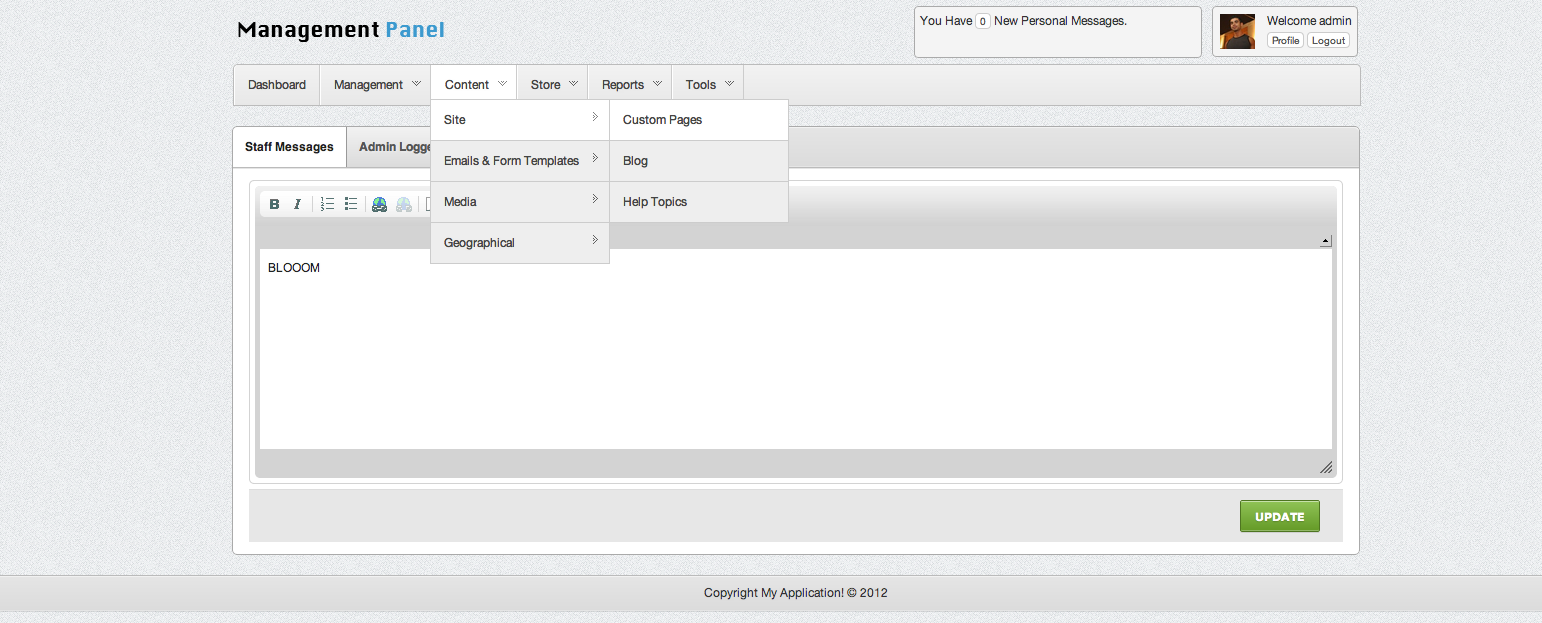 Management Panel
You Have 0 New Personal Messages.
Welcome admin
Profile Logout
Dashboard Management Content Store Reports Tools
Site
Custom Pages
Staff Messages
Admin Logge
Emails & Form Templates
Blog
Media
Help Topics
B I
Geographical
BLOOOM
UPDATE
Copyright My Application! © 2012